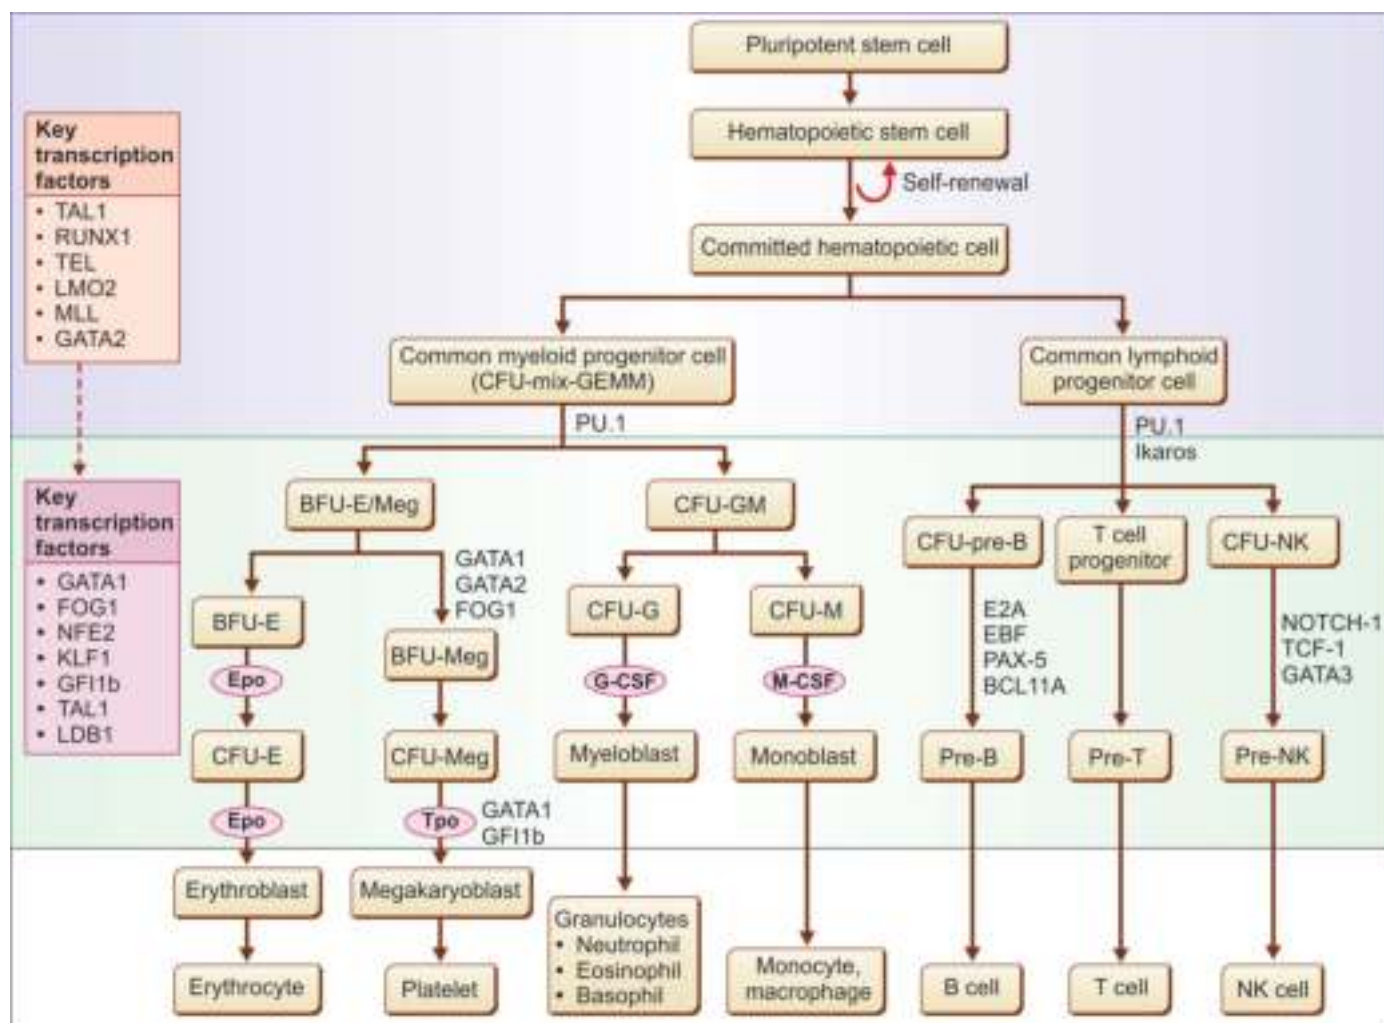 Pluripotent stem cell
Hematopoietic stem cell
Self-renewal
Committed hematopoietic cell
Key
transcription
factors
• TAL1
• RUNX1
• TEL
• LMO2
• MLL
• GATA2
Common myeloid progenitor cell
(CFU-mix-GEMM)
Common lymphoid
progenitor cell
PU.1
PU.1
Ikaros
Key
transcription
factors
• GATA1
• FOG1
• NFE2
• KLF1
• GFI1b
• TAL1
• LDB1
BFU-E/Meg
CFU-GM
CFU-pre-B
T cell
progenitor
CFU-NK
GATA1
GATA2
FOG1
BFU-E
BFU-Meg
CFU-G
CFU-M
E2A
EBF
PAX-5
BCL11A
NOTCH-1
TCF-1
GATA3
Epo
G-CSF
M-CSF
CFU-E
CFU-Meg
Myeloblast
Monoblast
Pre-B
Pre-T
Pre-NK
Epo
Tpo
GATA1
GFI1b
Erythroblast
Megakaryoblast
Granulocytes
• Neutrophil
• Eosinophil
• Basophil
Monocyte,
macrophage
Erythrocyte
Platelet
B cell
T cell
NK cell